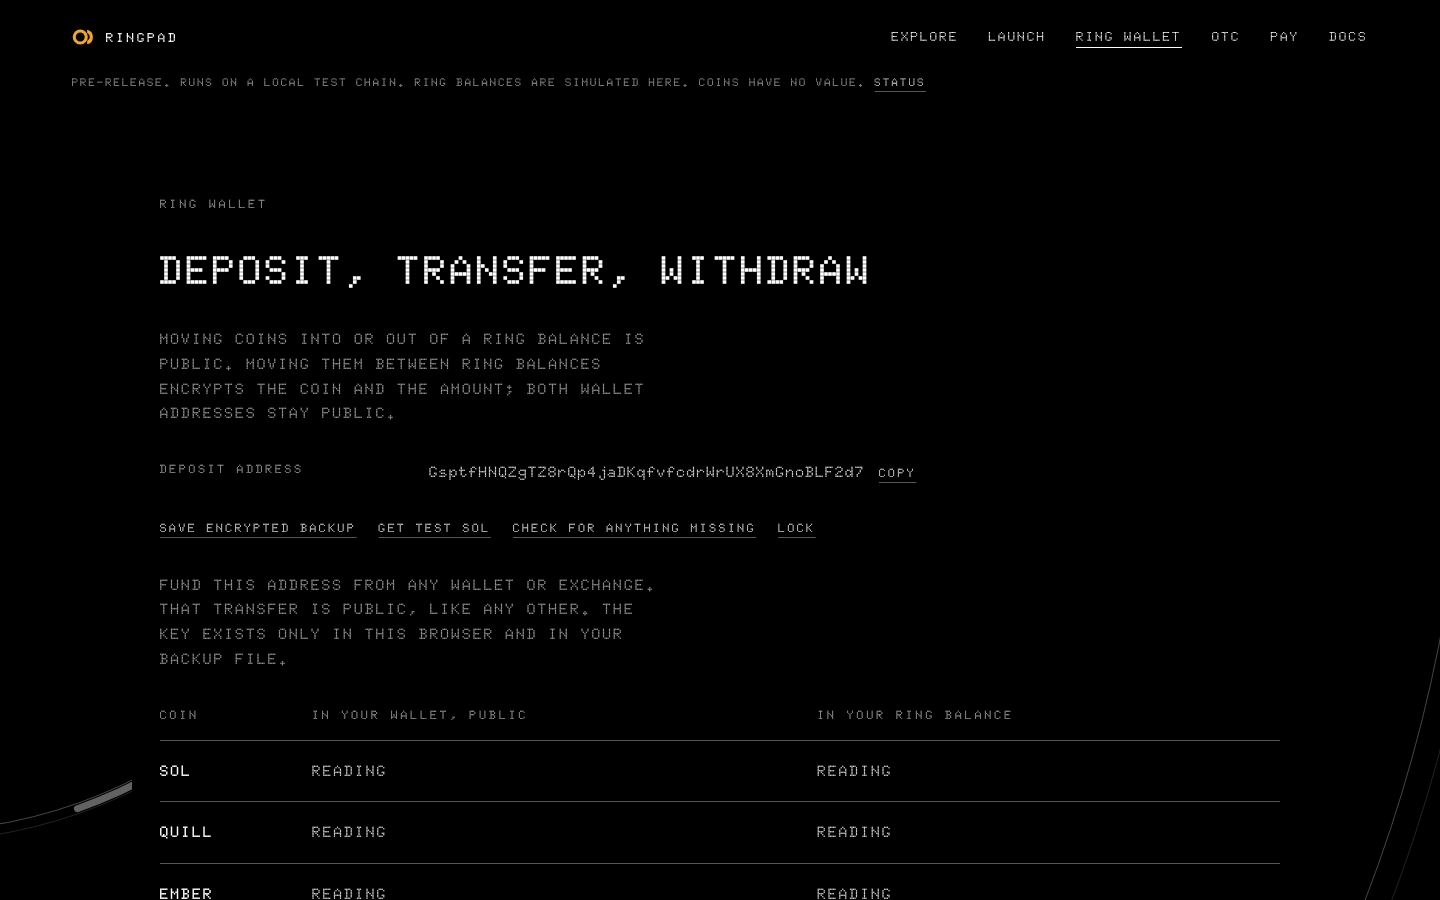 RINGPAD
EXPLORE LAUNCH RING WALLET OTC PAY DOCS
PRE-RELEASE. RUNS ON A LOCAL TEST CHAIN. RING BALANCES ARE SIMULATED HERE. COINS HAVE NO VALUE. STATUS
RING WALLET
DEPOSIT, TRANSFER, WITHDRAW
MOVING COINS INTO OR OUT OF A RING BALANCE IS
PUBLIC. MOVING THEM BETWEEN RING BALANCES
ENCRYPTS THE COIN AND THE AMOUNT; BOTH WALLET
ADDRESSES STAY PUBLIC.
DEPOSIT ADDRESS GsptfHNQZgTZ8rQp4jaDKqfvfcdrWrUX8XmGnoBLF2d7 COPY
SAVE ENCRYPTED BACKUP GET TEST SOL CHECK FOR ANYTHING MISSING LOCK
FUND THIS ADDRESS FROM ANY WALLET OR EXCHANGE.
THAT TRANSFER IS PUBLIC, LIKE ANY OTHER. THE
KEY EXISTS ONLY IN THIS BROWSER AND IN YOUR
BACKUP FILE.
COIN IN YOUR WALLET, PUBLIC IN YOUR RING BALANCE
SOL READING READING
QUILL READING READING
EMBER READING READING